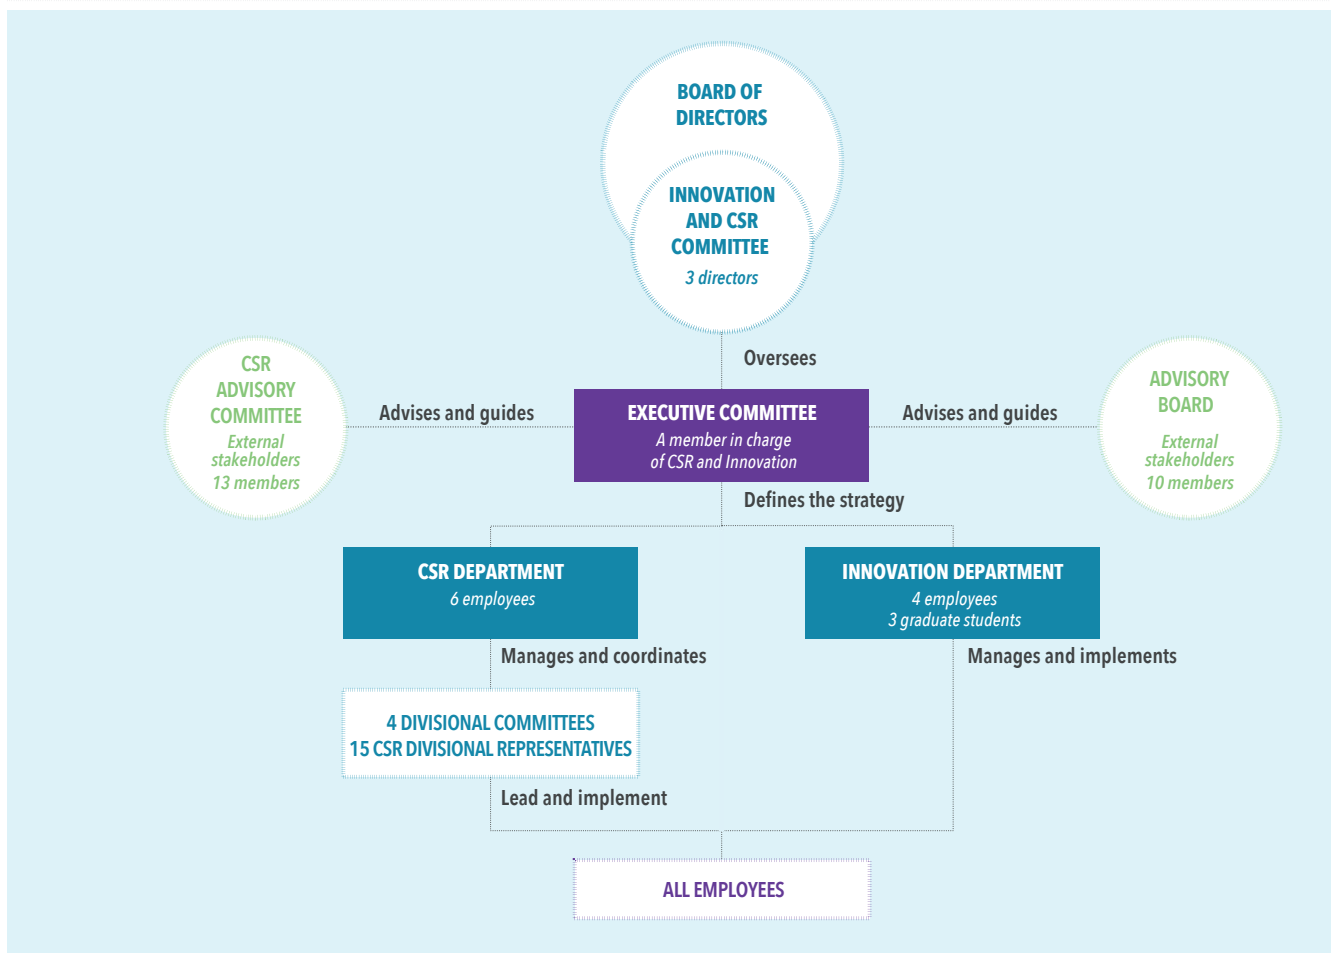 BOARD OF
DIRECTORS
INNOVATION
AND CSR
COMMITTEE
3 directors
Oversees
CSR
ADVISORY
COMMITTEE
External
stakeholders
13 members
Advises and guides
EXECUTIVE COMMITTEE
A member in charge
of CSR and Innovation
Advises and guides
ADVISORY
BOARD
External
stakeholders
10 members
Defines the strategy
CSR DEPARTMENT
6 employees
INNOVATION DEPARTMENT
4 employees
3 graduate students
Manages and coordinates
Manages and implements
4 DIVISIONAL COMMITTEES
15 CSR DIVISIONAL REPRESENTATIVES
Lead and implement
ALL EMPLOYEES